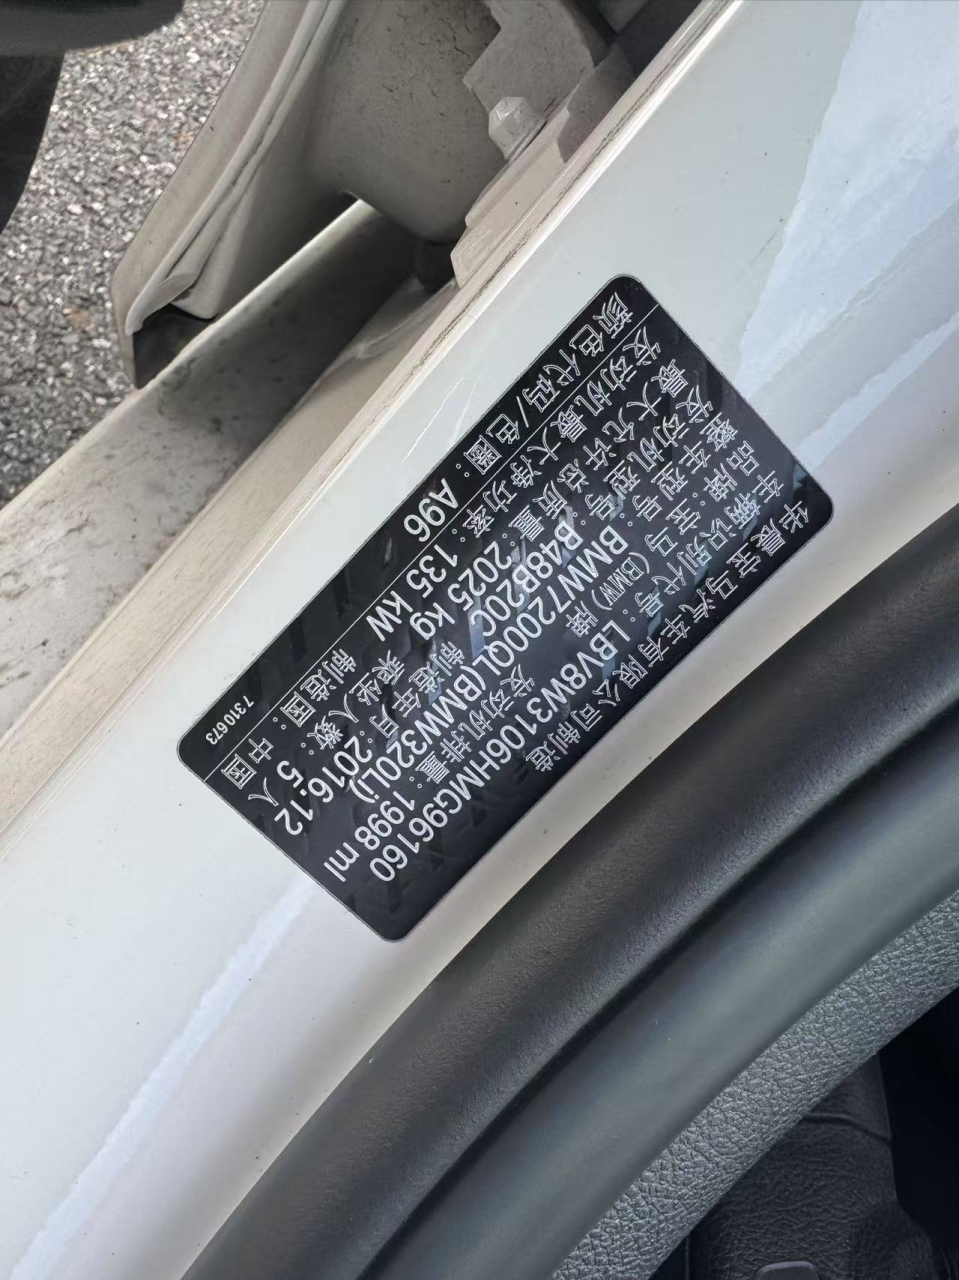 华晨宝马汽车有限公司制造
车辆识别代号：LBV8W3106HMG96160
品牌：宝马(BMW)牌 发动机排量：1998 ml
整车型号：BMW7200QL(BMW320Li)
发动机型号：B48B20C 制造年月：2016.12
最大允许总质量：2025 kg 乘坐人数：5 人
发动机最大净功率：135 kW 制造国：中国
颜色/代码/色圈：A96 7310673